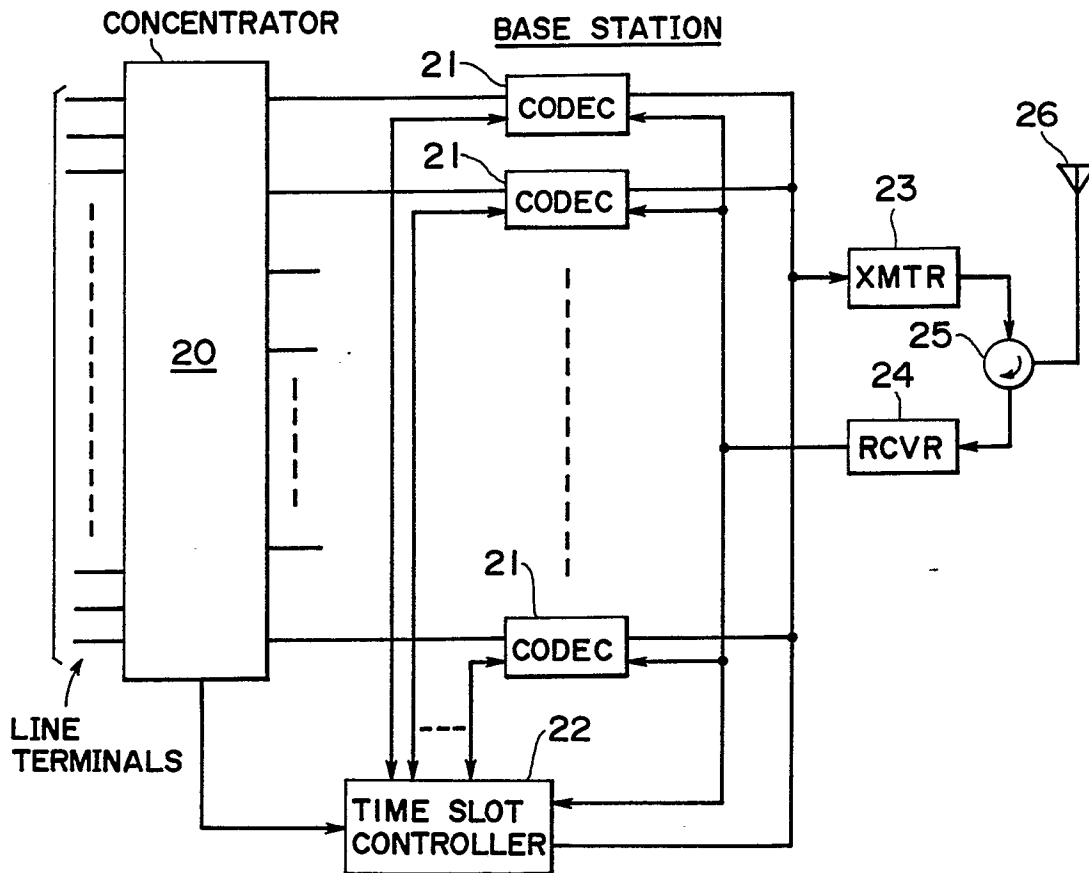 CONCENTRATOR
BASE STATION
21
CODEC
26
21
CODEC
23
XMTR
20
25
24
RCVR
21
CODEC
LINE
TERMINALS
22
TIME SLOT
CONTROLLER